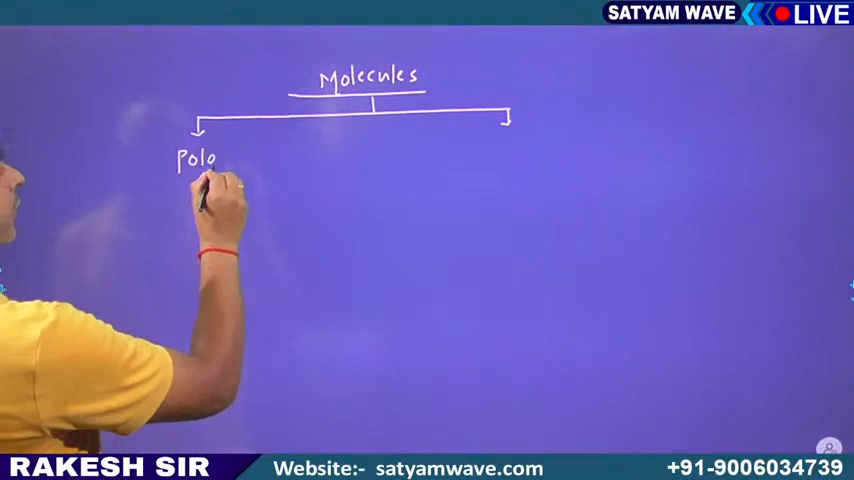 SATYAM WAVE LIVE
Molecules
Polo
RAKESH SIR Website:- satyamwave.com +91-9006034739